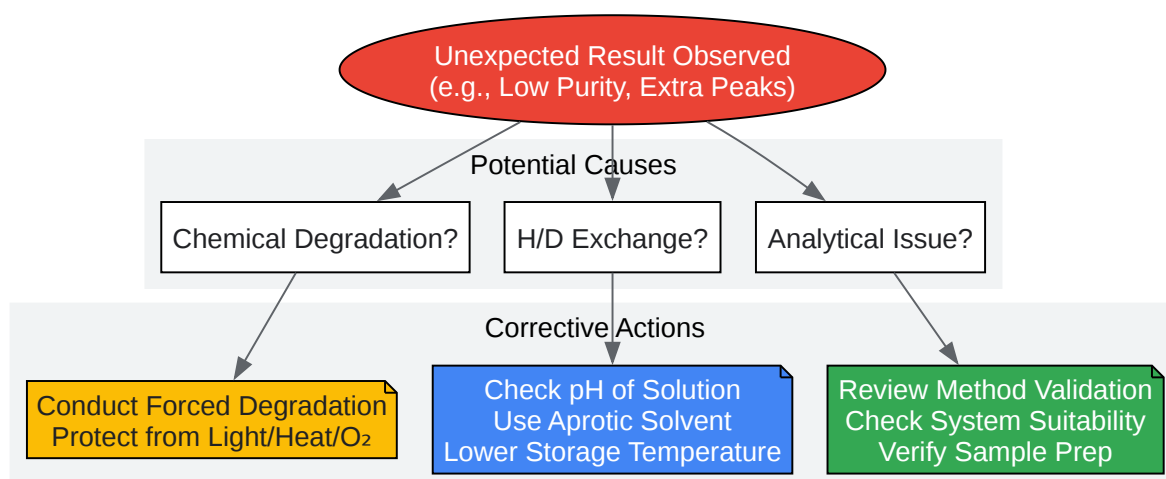 Unexpected Result Observed
(e.g., Low Purity, Extra Peaks)
Potential Causes
Chemical Degradation?
H/D Exchange?
Analytical Issue?
Corrective Actions
Conduct Forced Degradation
Protect from Light/Heat/O₂
Check pH of Solution
Use Aprotic Solvent
Lower Storage Temperature
Review Method Validation
Check System Suitability
Verify Sample Prep